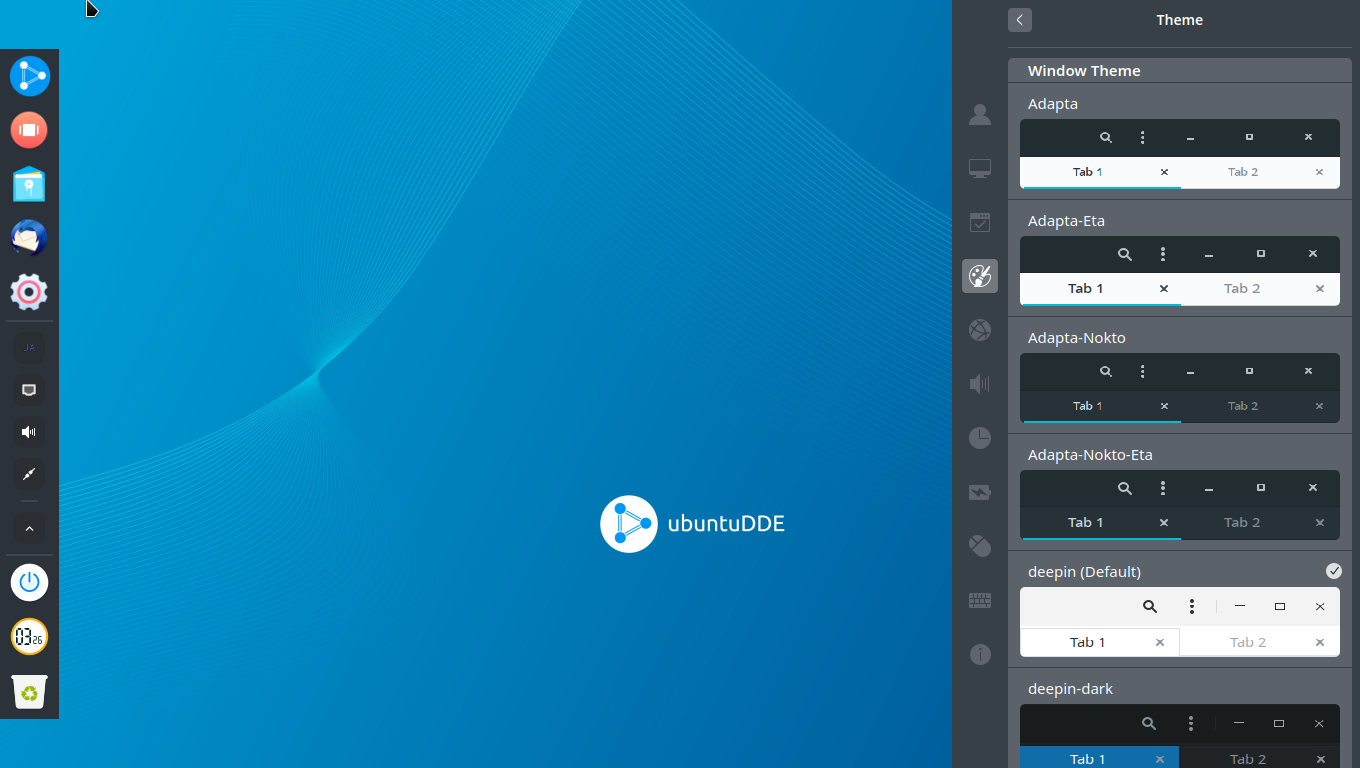 Theme
Window Theme
Adapta
Tab 1
Tab 2
Adapta-Eta
Tab 1
Tab 2
Adapta-Nokto
Tab 1
Tab 2
Adapta-Nokto-Eta
Tab 1
Tab 2
deepin (Default)
Tab 1
Tab 2
deepin-dark
Tab 1
Tab 2
JA
03 26
ubuntuDDE